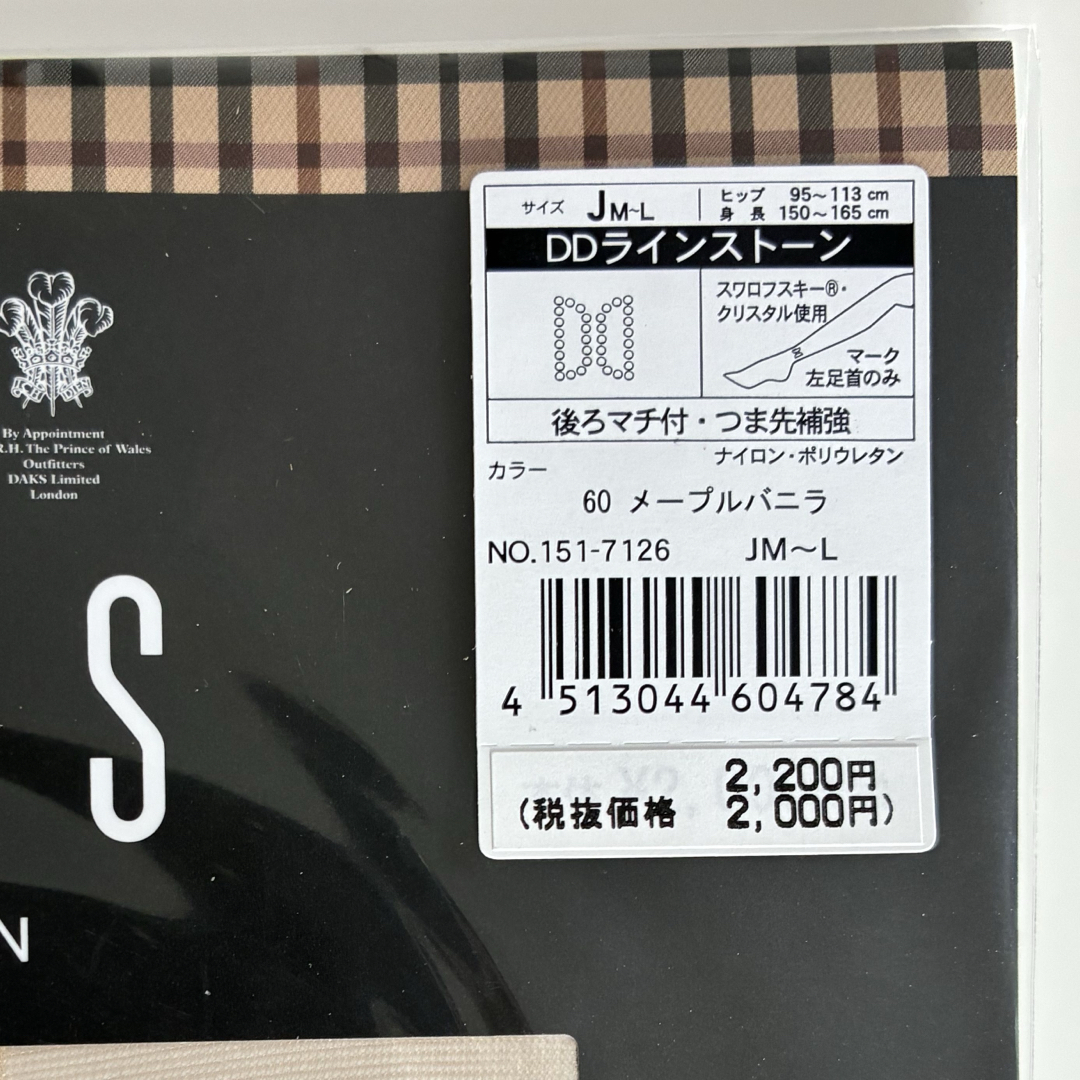 By Appointment
R.H. The Prince of Wales
Outfitters
DAKS Limited
London
S
N
サイズ JM~L
ヒップ 95~113 cm
身長 150~165 cm
DDラインストーン
スワロフスキー®・
クリスタル使用
マーク
左足首のみ
後ろマチ付・つま先補強
ナイロン・ポリウレタン
カラー
60 メープルバニラ
NO.151-7126 JM~L
4 513044 604784
2,200円
(税抜価格 2,000円)